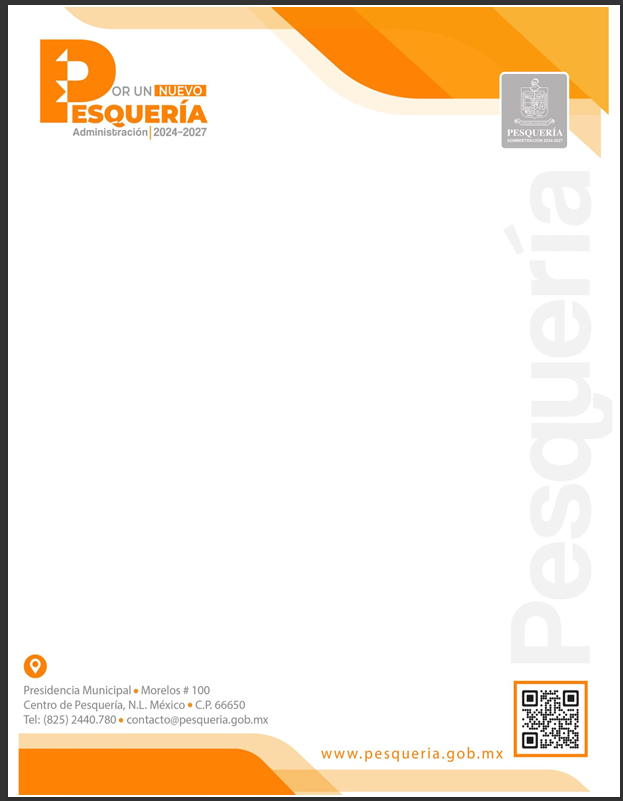 POR UN NUEVO
PESQUERÍA
Administración 2024-2027
PESQUERÍA
ADMINISTRACIÓN 2024-2027
Pesquería
Presidencia Municipal • Morelos # 100
Centro de Pesquería, N.L. México • C.P. 66650
Tel: (825) 2440.780 • contacto@pesqueria.gob.mx
www.pesqueria.gob.mx